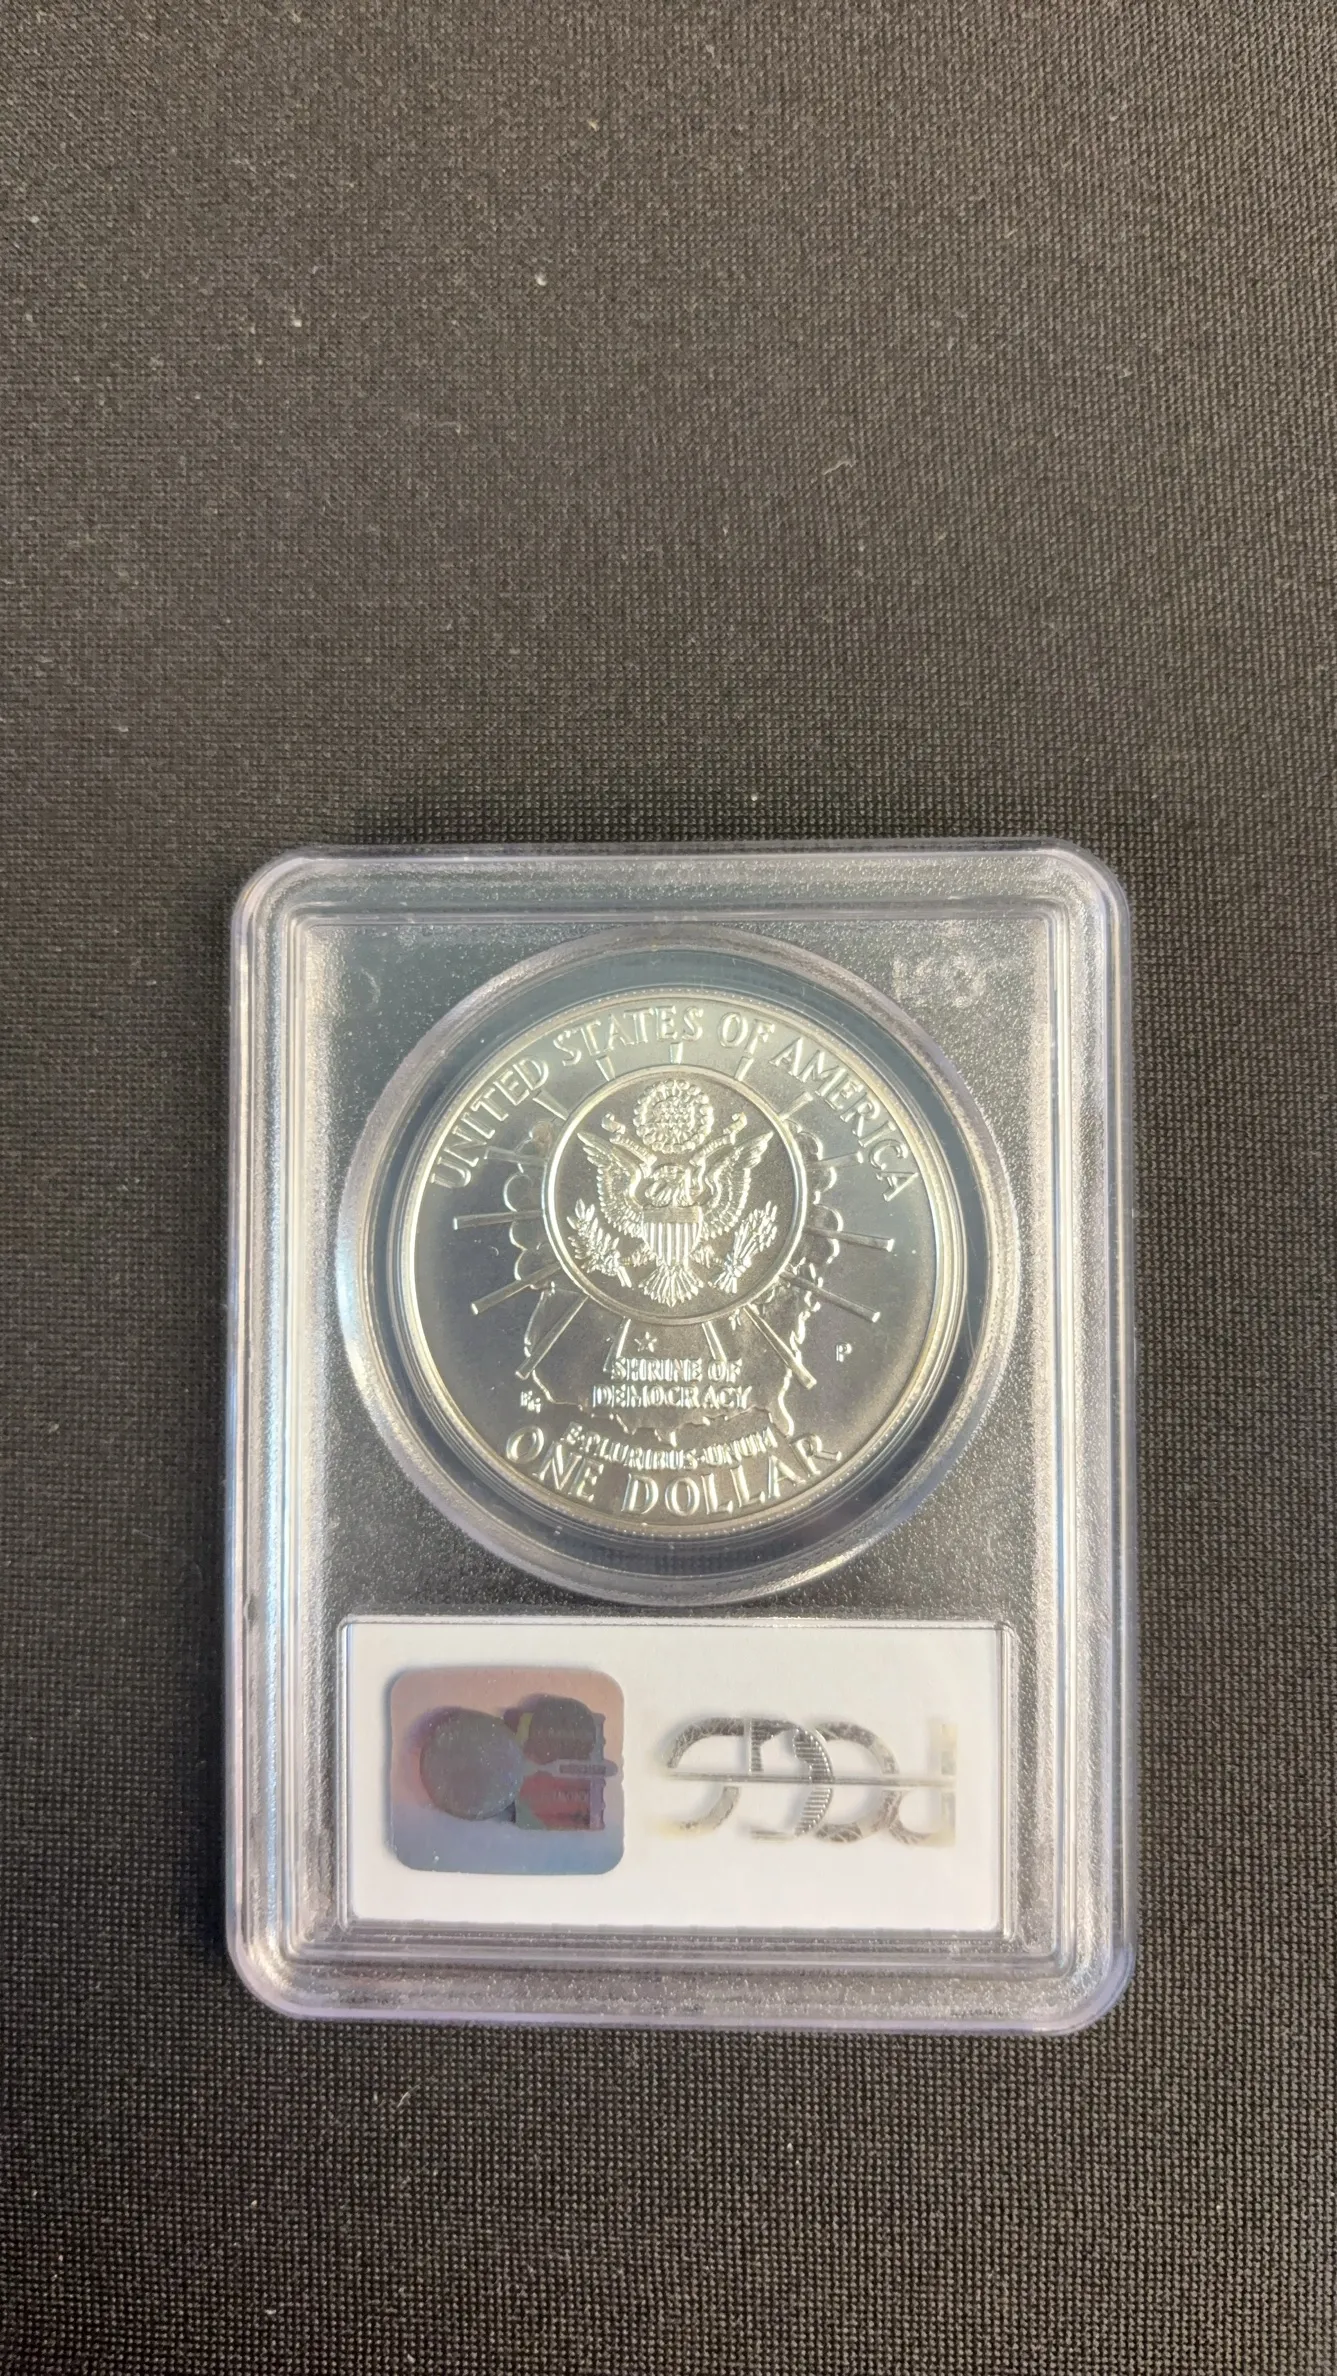 UNITED STATES OF AMERICA
P
SHRINE OF
DEMOCRACY
E·PLURIBUS·UNUM
ONE DOLLAR
PCGS